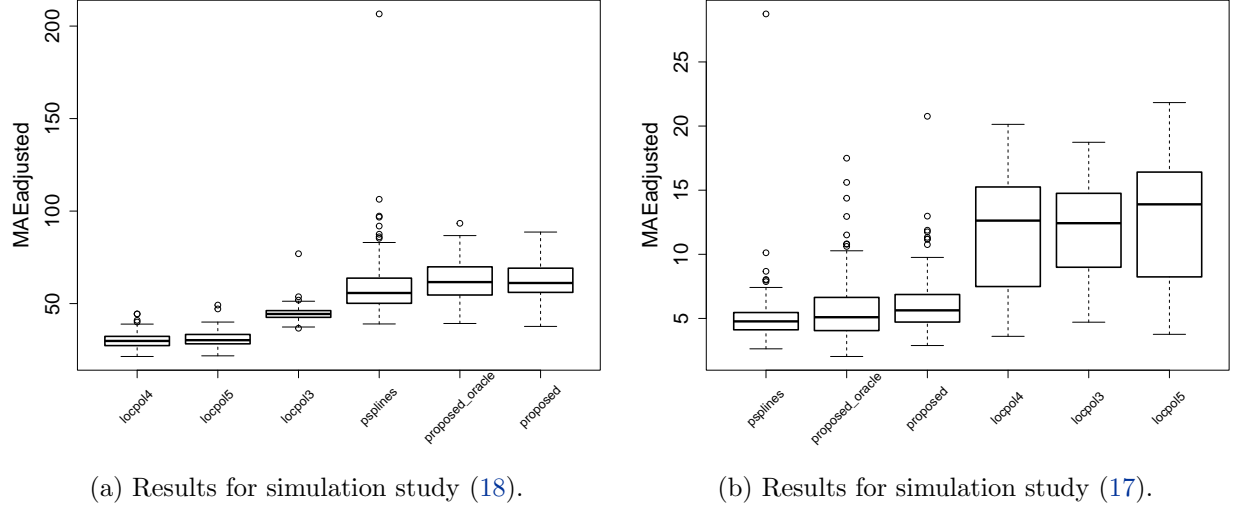 MAEadjusted
200
150
100
50
locpol4
locpol5
locpol3
psplines
proposed_oracle
proposed
(a) Results for simulation study (18).
MAEadjusted
25
20
15
10
5
psplines
proposed_oracle
proposed
locpol4
locpol3
locpol5
(b) Results for simulation study (17).